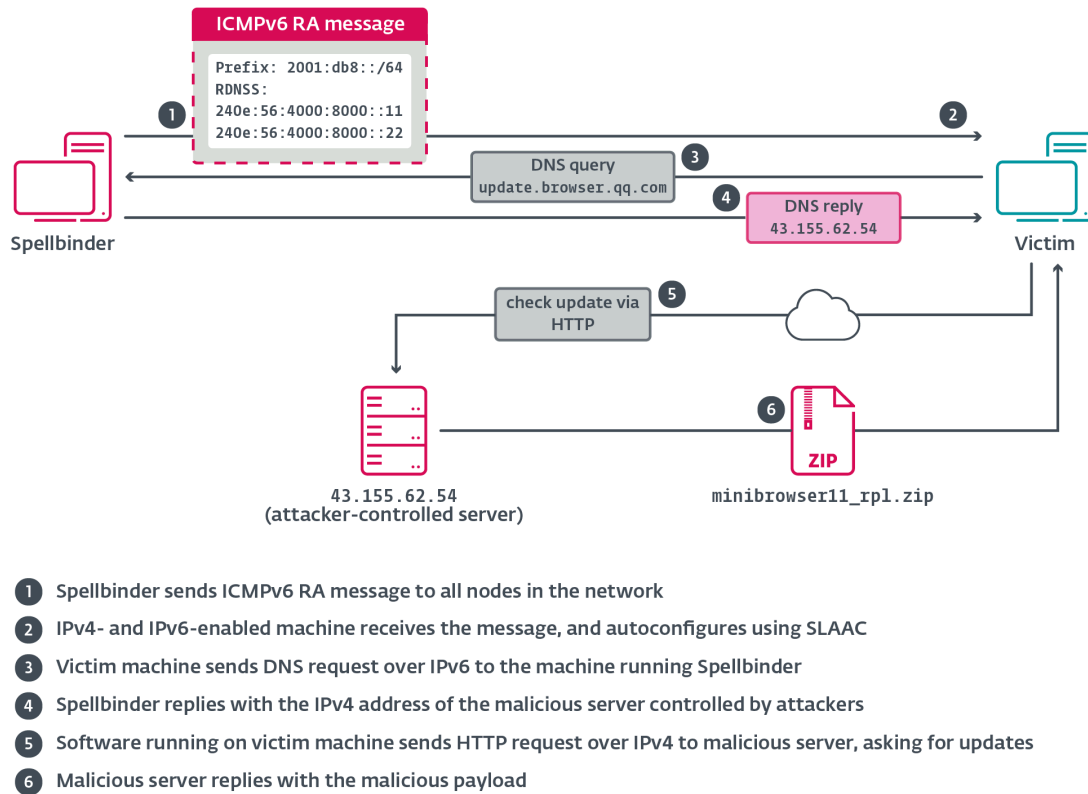 ICMPv6 RA message
Prefix: 2001:db8::/64
RDNSS:
240e:56:4000:8000::11
240e:56:4000:8000::22
1
2
DNS query
update.browser.qq.com
3
4
DNS reply
43.155.62.54
Spellbinder
Victim
check update via
HTTP
5
6
ZIP
43.155.62.54
(attacker-controlled server)
minibrowser11_rpl.zip
1 Spellbinder sends ICMPv6 RA message to all nodes in the network
2 IPv4- and IPv6-enabled machine receives the message, and autoconfigures using SLAAC
3 Victim machine sends DNS request over IPv6 to the machine running Spellbinder
4 Spellbinder replies with the IPv4 address of the malicious server controlled by attackers
5 Software running on victim machine sends HTTP request over IPv4 to malicious server, asking for updates
6 Malicious server replies with the malicious payload